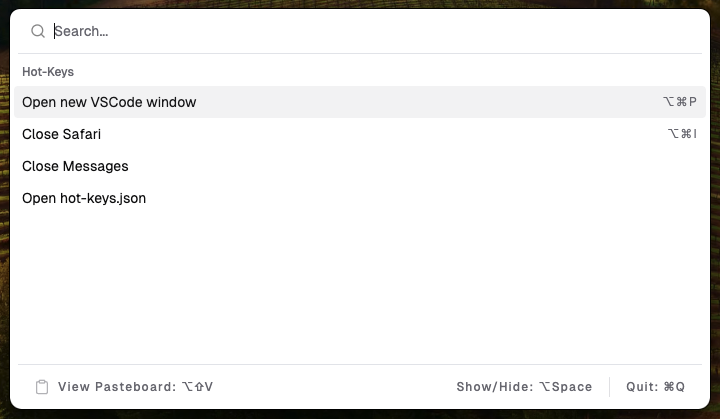 Search...
Hot-Keys
Open new VSCode window ⌥⌘P
Close Safari ⌥⌘I
Close Messages
Open hot-keys.json
View Pasteboard: ⌥⇧V Show/Hide: ⌥Space Quit: ⌘Q